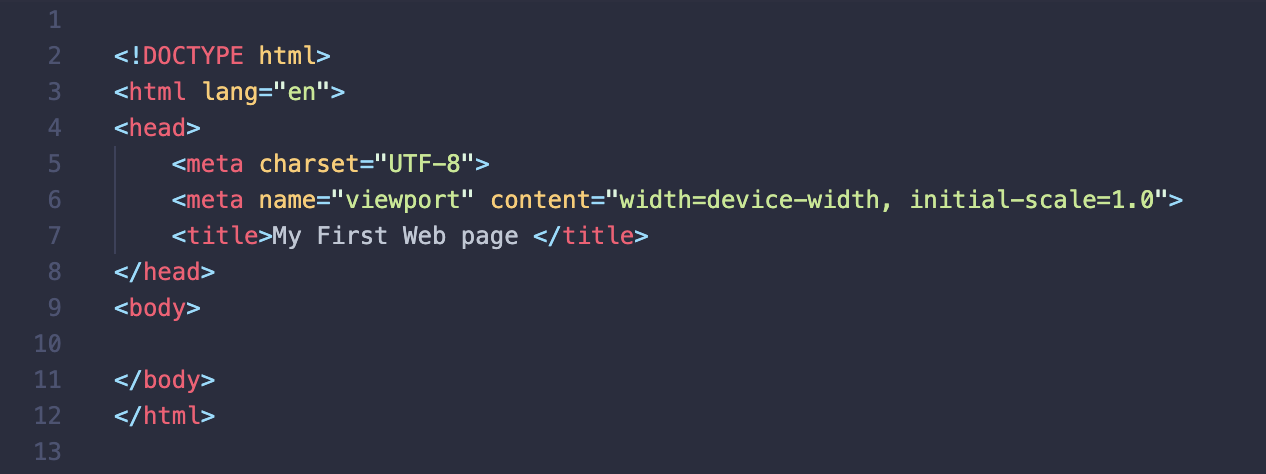 1
2 <!DOCTYPE html>
3 <html lang="en">
4 <head>
5 <meta charset="UTF-8">
6 <meta name="viewport" content="width=device-width, initial-scale=1.0">
7 <title>My First Web page </title>
8 </head>
9 <body>
10
11 </body>
12 </html>
13